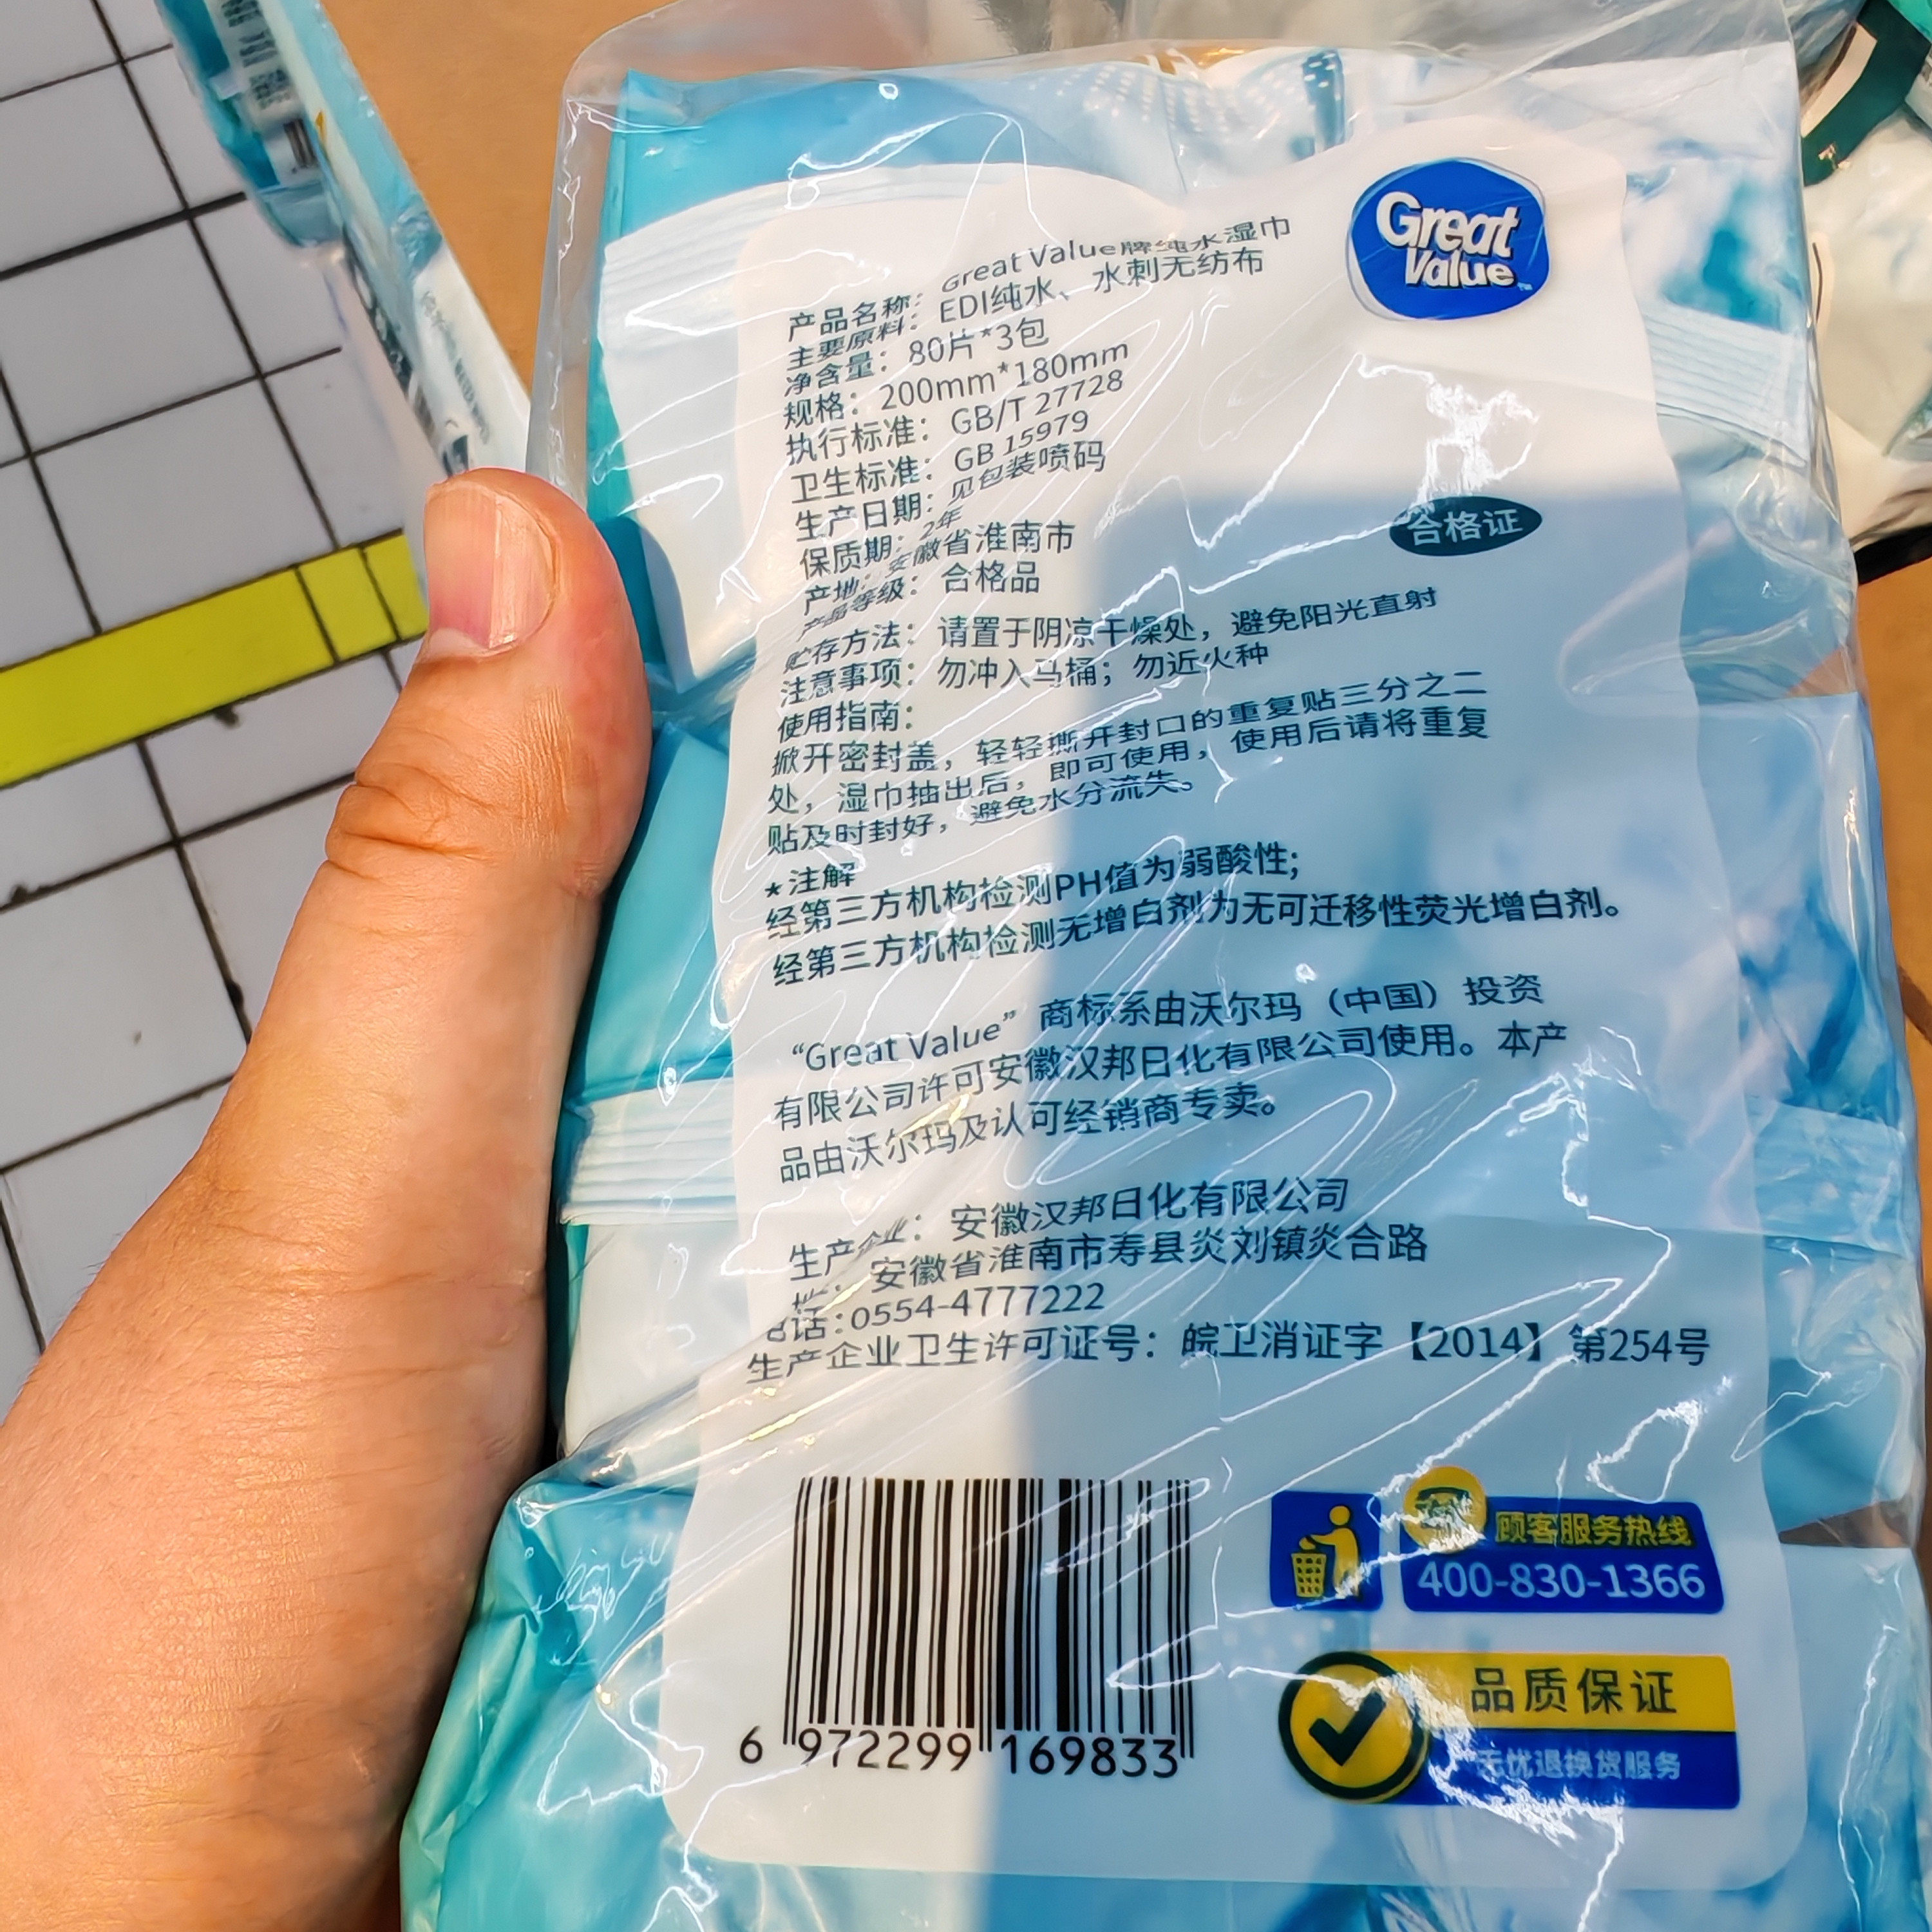 Great
Value
产品名称：Great Value牌纯水湿巾
主要原料：EDI纯水、水刺无纺布
净含量：80片*3包
规格：200mm*180mm
执行标准：GB/T 27728
卫生标准：GB 15979
生产日期：见包装喷码
保质期：2年
产地：安徽省淮南市
产品等级：合格品
合格证
贮存方法：请置于阴凉干燥处，避免阳光直射
注意事项：勿冲入马桶；勿近火种
使用指南：
掀开密封盖，轻轻撕开封口的重复贴三分之二
处，湿巾抽出后，即可使用，使用后请将重复
贴及时封好，避免水分流失。
*注解
经第三方机构检测PH值为弱酸性;
经第三方机构检测无增白剂为无可迁移性荧光增白剂。
“Great Value”商标系由沃尔玛（中国）投资
有限公司许可安徽汉邦日化有限公司使用。本产
品由沃尔玛及认可经销商专卖。
生产企业：安徽汉邦日化有限公司
安徽省淮南市寿县炎刘镇炎合路
电话:0554-4777222
生产企业卫生许可证号：皖卫消证字【2014】第254号
6 972299 169833
顾客服务热线
400-830-1366
品质保证
无忧退换货服务